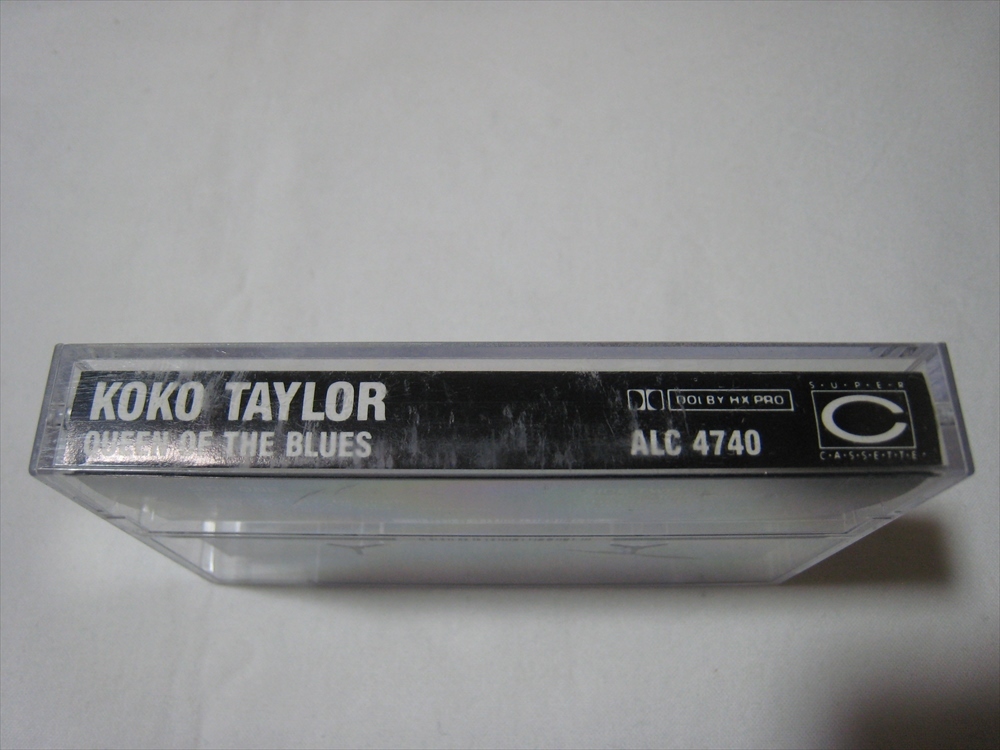 KOKO TAYLOR
QUEEN OF THE BLUES
DOLBY HX PRO
ALC 4740
S·U·P·E·R
C
C·A·S·S·E·T·T·E